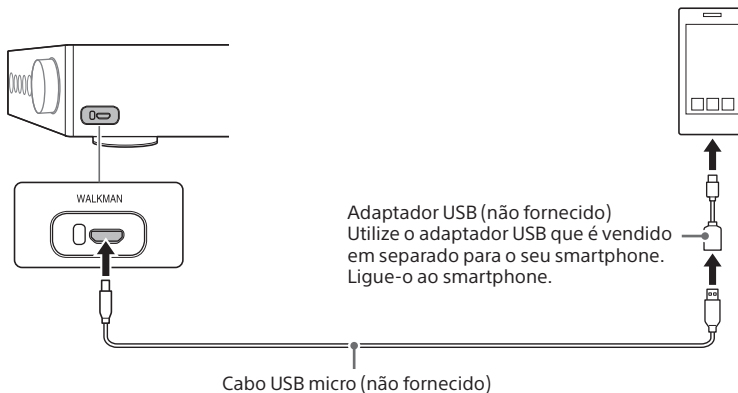 WALKMAN
Adaptador USB (não fornecido)
Utilize o adaptador USB que é vendido
em separado para o seu smartphone.
Ligue-o ao smartphone.
Cabo USB micro (não fornecido)